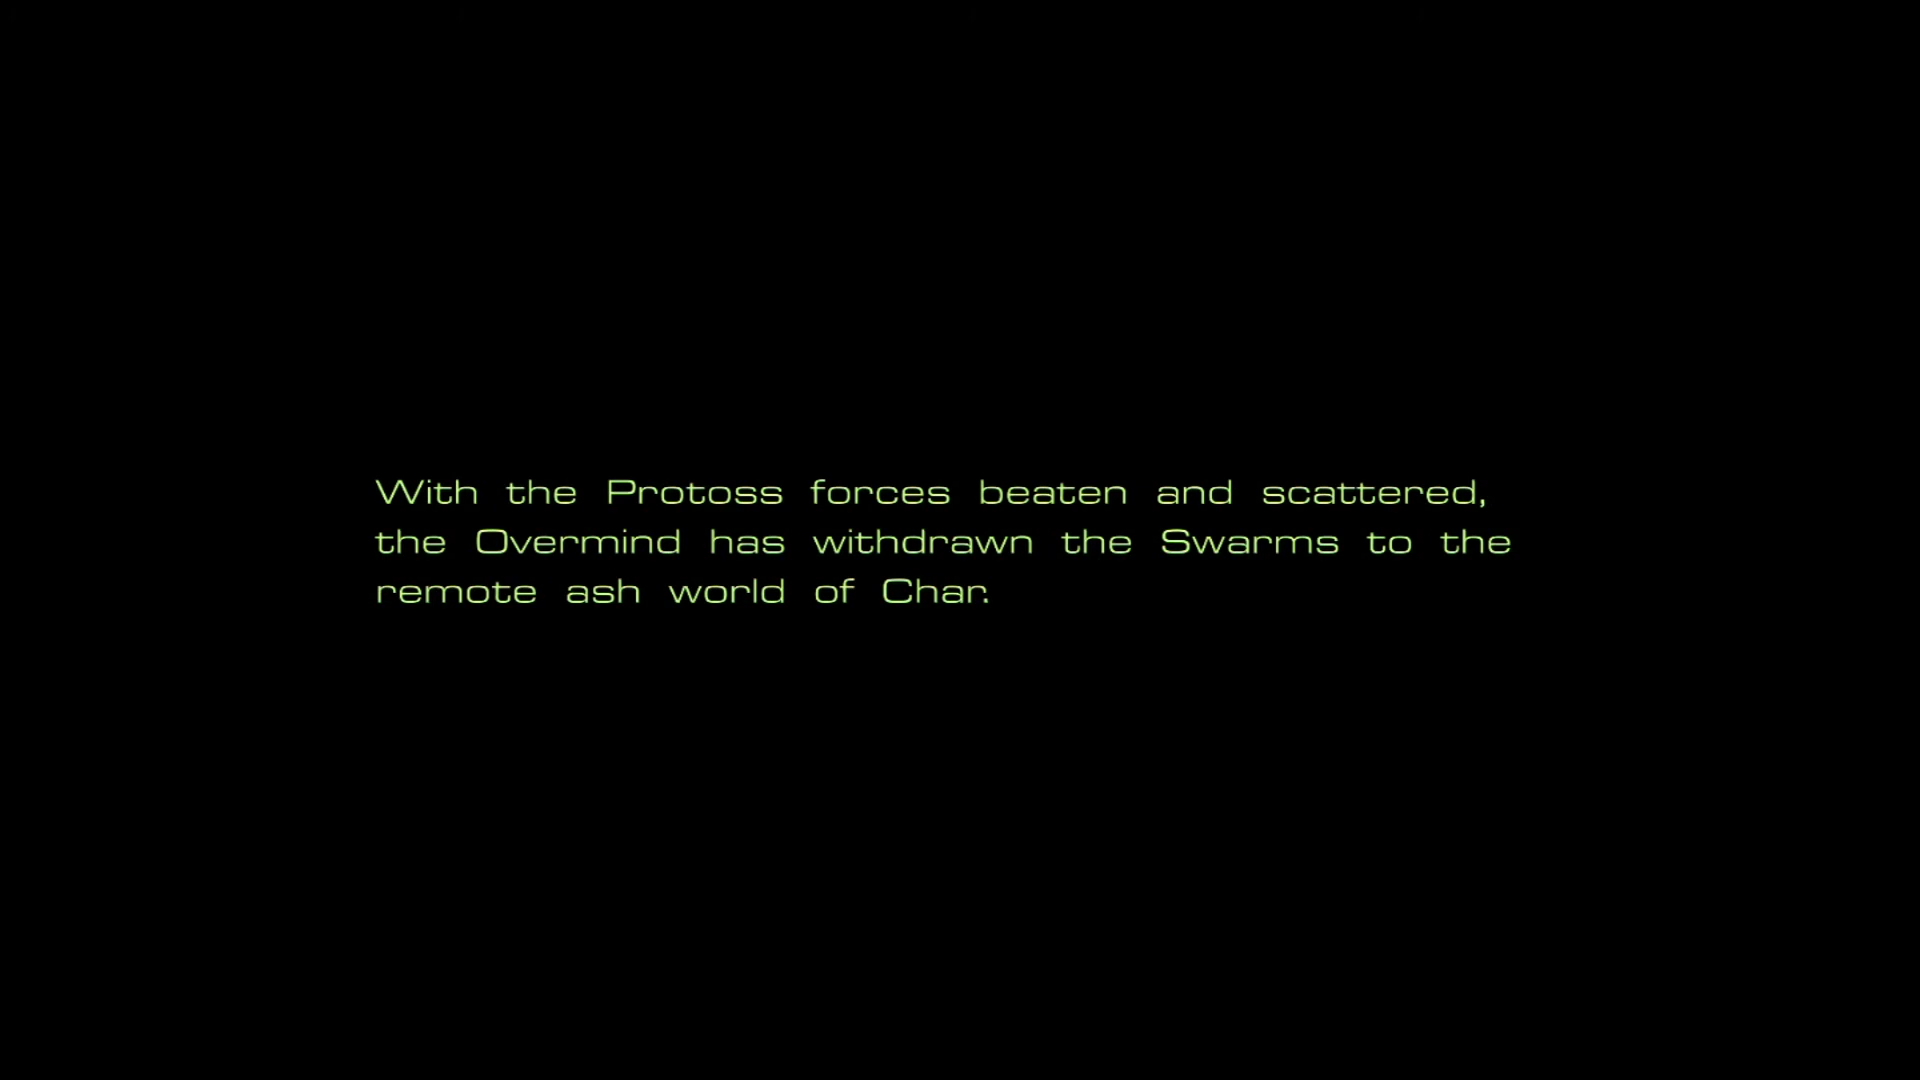 With the Protoss forces beaten and scattered,
the Overmind has withdrawn the Swarms to the
remote ash world of Char.